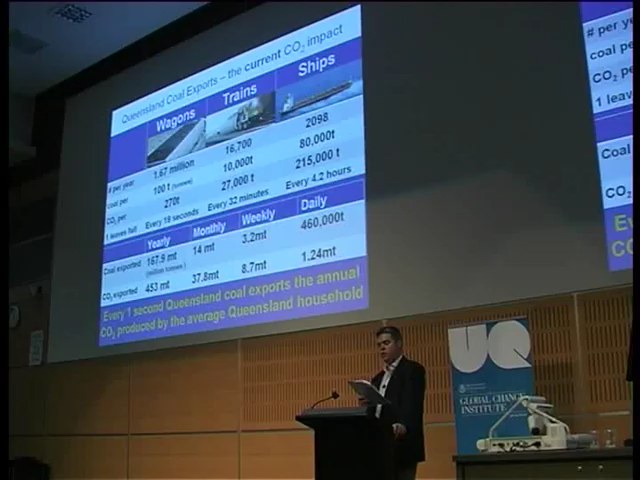 Queensland Coal Exports – the current CO2 impact
Wagons Trains Ships
# per year 1.67 million 16,700 2098
coal per 100 t (tonnes) 10,000t 80,000t
CO2 per 270t 27,000 t 215,000 t
1 leaves full Every 18 seconds Every 32 minutes Every 4.2 hours
Yearly Monthly Weekly Daily
Coal exported 167.9 mt (million tonnes) 14 mt 3.2mt 460,000t
CO2 exported 453 mt 37.8mt 8.7mt 1.24mt
Every 1 second Queensland coal exports the annual
CO2 produced by the average Queensland household
# per ye
coal pe
CO2 pe
1 leav
Coal
CO2
E
CO
UQ
GLOBAL CHANGE
INSTITUTE